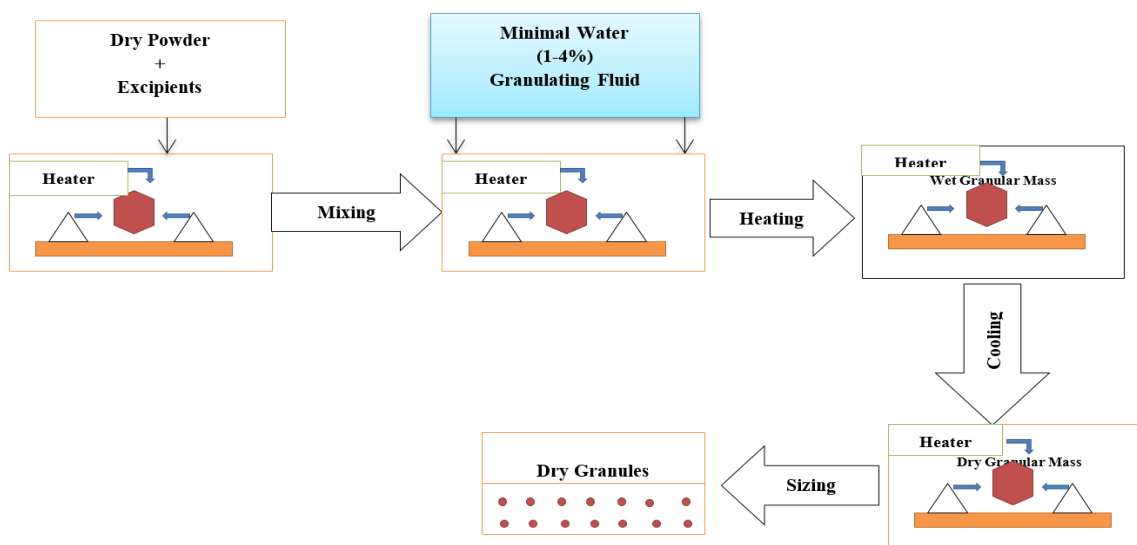 Dry Powder
+
Excipients
Minimal Water
(1-4%)
Granulating Fluid
Heater
Mixing
Heater
Heating
Heater
Wet Granular Mass
Cooling
Heater
Dry Granular Mass
Sizing
Dry Granules